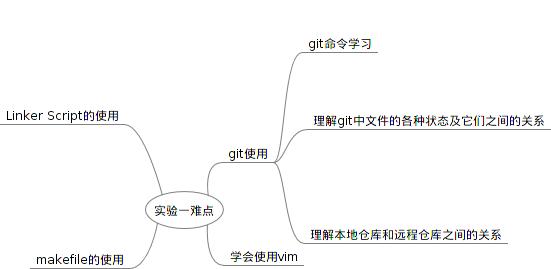 git命令学习
Linker Script的使用
理解git中文件的各种状态及它们之间的关系
git使用
实验一难点
理解本地仓库和远程仓库之间的关系
makefile的使用
学会使用vim